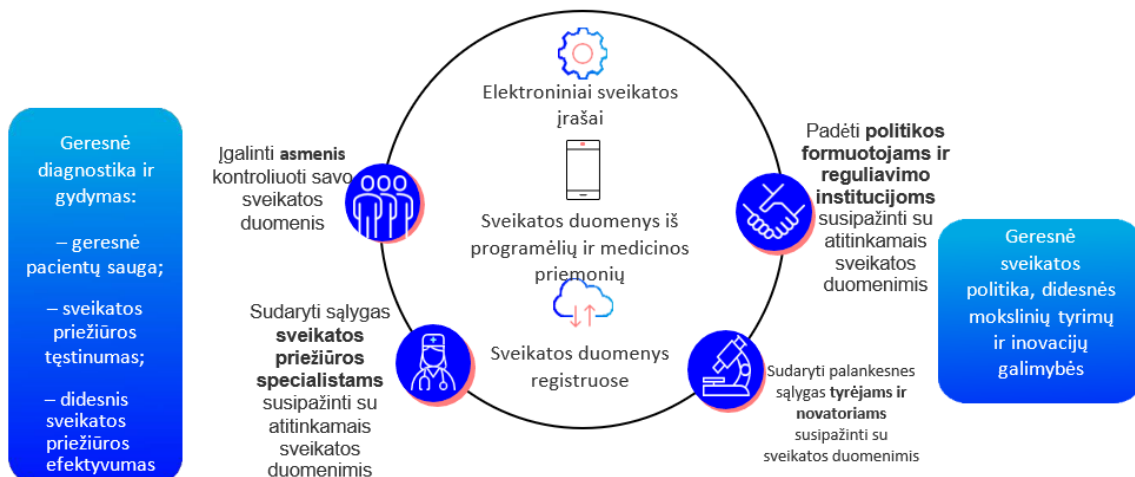 Geresnė
diagnostika ir
gydymas:
– geresnė
pacientų sauga;
– sveikatos
priežiūros
tęstinumas;
– didesnis
sveikatos
priežiūros
efektyvumas
Įgalinti asmenis
kontroliuoti savo
sveikatos
duomenis
Sudaryti sąlygas
sveikatos
priežiūros
specialistams
susipažinti su
atitinkamais
sveikatos
duomenimis
Elektroniniai sveikatos
įrašai
Sveikatos duomenys iš
programėlių ir medicinos
priemonių
Sveikatos duomenys
registruose
Padėti politikos
formuotojams ir
reguliavimo
institucijoms
susipažinti su
atitinkamais
sveikatos
duomenimis
Sudaryti palankesnes
sąlygas tyrėjams ir
novatoriams
susipažinti su
sveikatos duomenimis
Geresnė
sveikatos
politika, didesnės
mokslinių tyrimų
ir inovacijų
galimybės